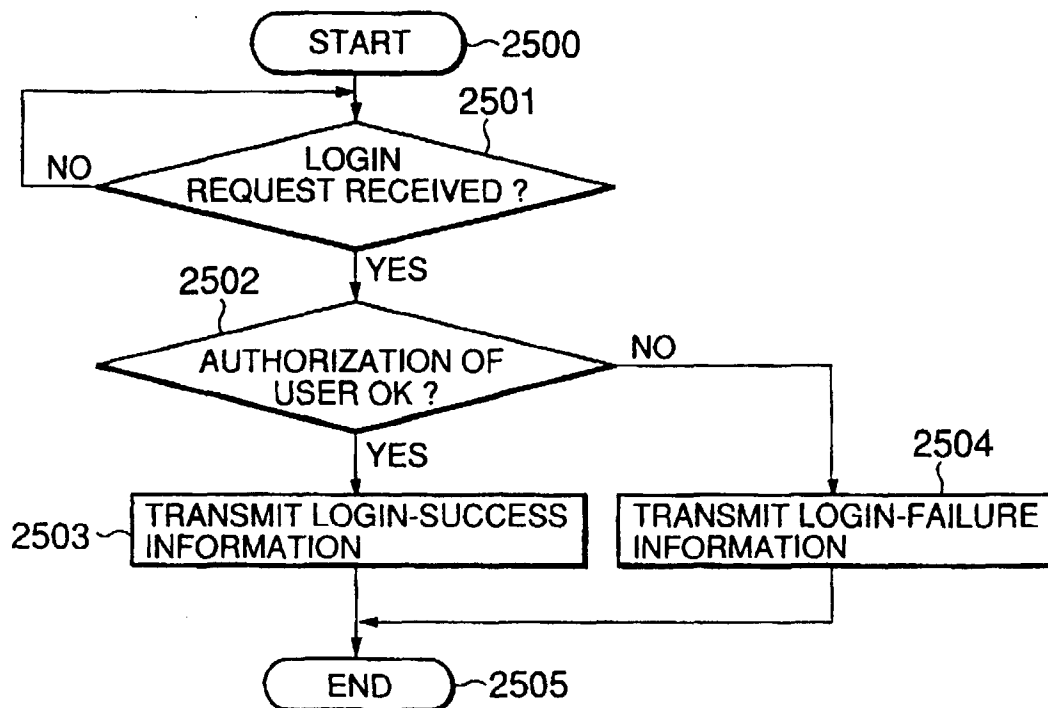 START
2500
2501
NO
LOGIN
REQUEST RECEIVED ?
YES
2502
AUTHORIZATION OF
USER OK ?
NO
YES
2504
2503
TRANSMIT LOGIN-SUCCESS
INFORMATION
TRANSMIT LOGIN-FAILURE
INFORMATION
END
2505